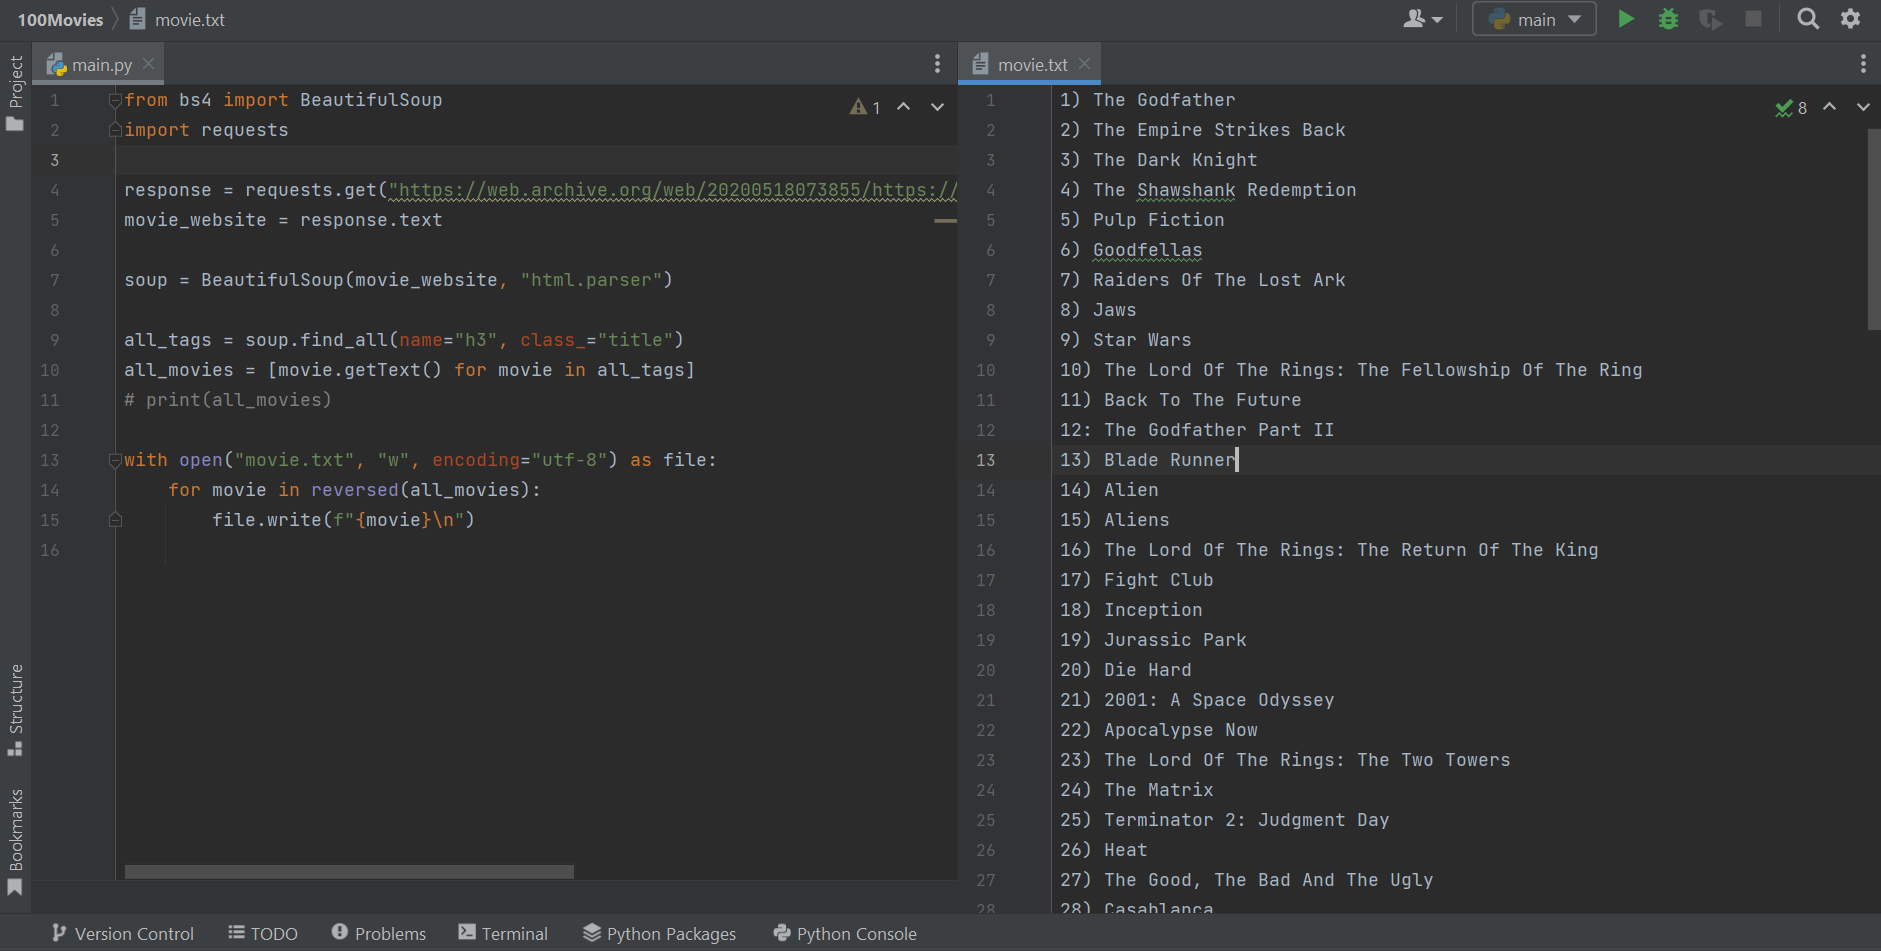 100Movies
movie.txt
main
Project
Structure
Bookmarks
main.py
1
1 from bs4 import BeautifulSoup
2 import requests
3
4 response = requests.get("https://web.archive.org/web/20200518073855/https://
5 movie_website = response.text
6
7 soup = BeautifulSoup(movie_website, "html.parser")
8
9 all_tags = soup.find_all(name="h3", class_="title")
10 all_movies = [movie.getText() for movie in all_tags]
11 # print(all_movies)
12
13 with open("movie.txt", "w", encoding="utf-8") as file:
14 for movie in reversed(all_movies):
15 file.write(f"{movie}\n")
16
movie.txt
8
1 1) The Godfather
2 2) The Empire Strikes Back
3 3) The Dark Knight
4 4) The Shawshank Redemption
5 5) Pulp Fiction
6 6) Goodfellas
7 7) Raiders Of The Lost Ark
8 8) Jaws
9 9) Star Wars
10 10) The Lord Of The Rings: The Fellowship Of The Ring
11 11) Back To The Future
12 12: The Godfather Part II
13 13) Blade Runner
14 14) Alien
15 15) Aliens
16 16) The Lord Of The Rings: The Return Of The King
17 17) Fight Club
18 18) Inception
19 19) Jurassic Park
20 20) Die Hard
21 21) 2001: A Space Odyssey
22 22) Apocalypse Now
23 23) The Lord Of The Rings: The Two Towers
24 24) The Matrix
25 25) Terminator 2: Judgment Day
26 26) Heat
27 27) The Good, The Bad And The Ugly
28 28) Casablanca
Version Control
TODO
Problems
Terminal
Python Packages
Python Console